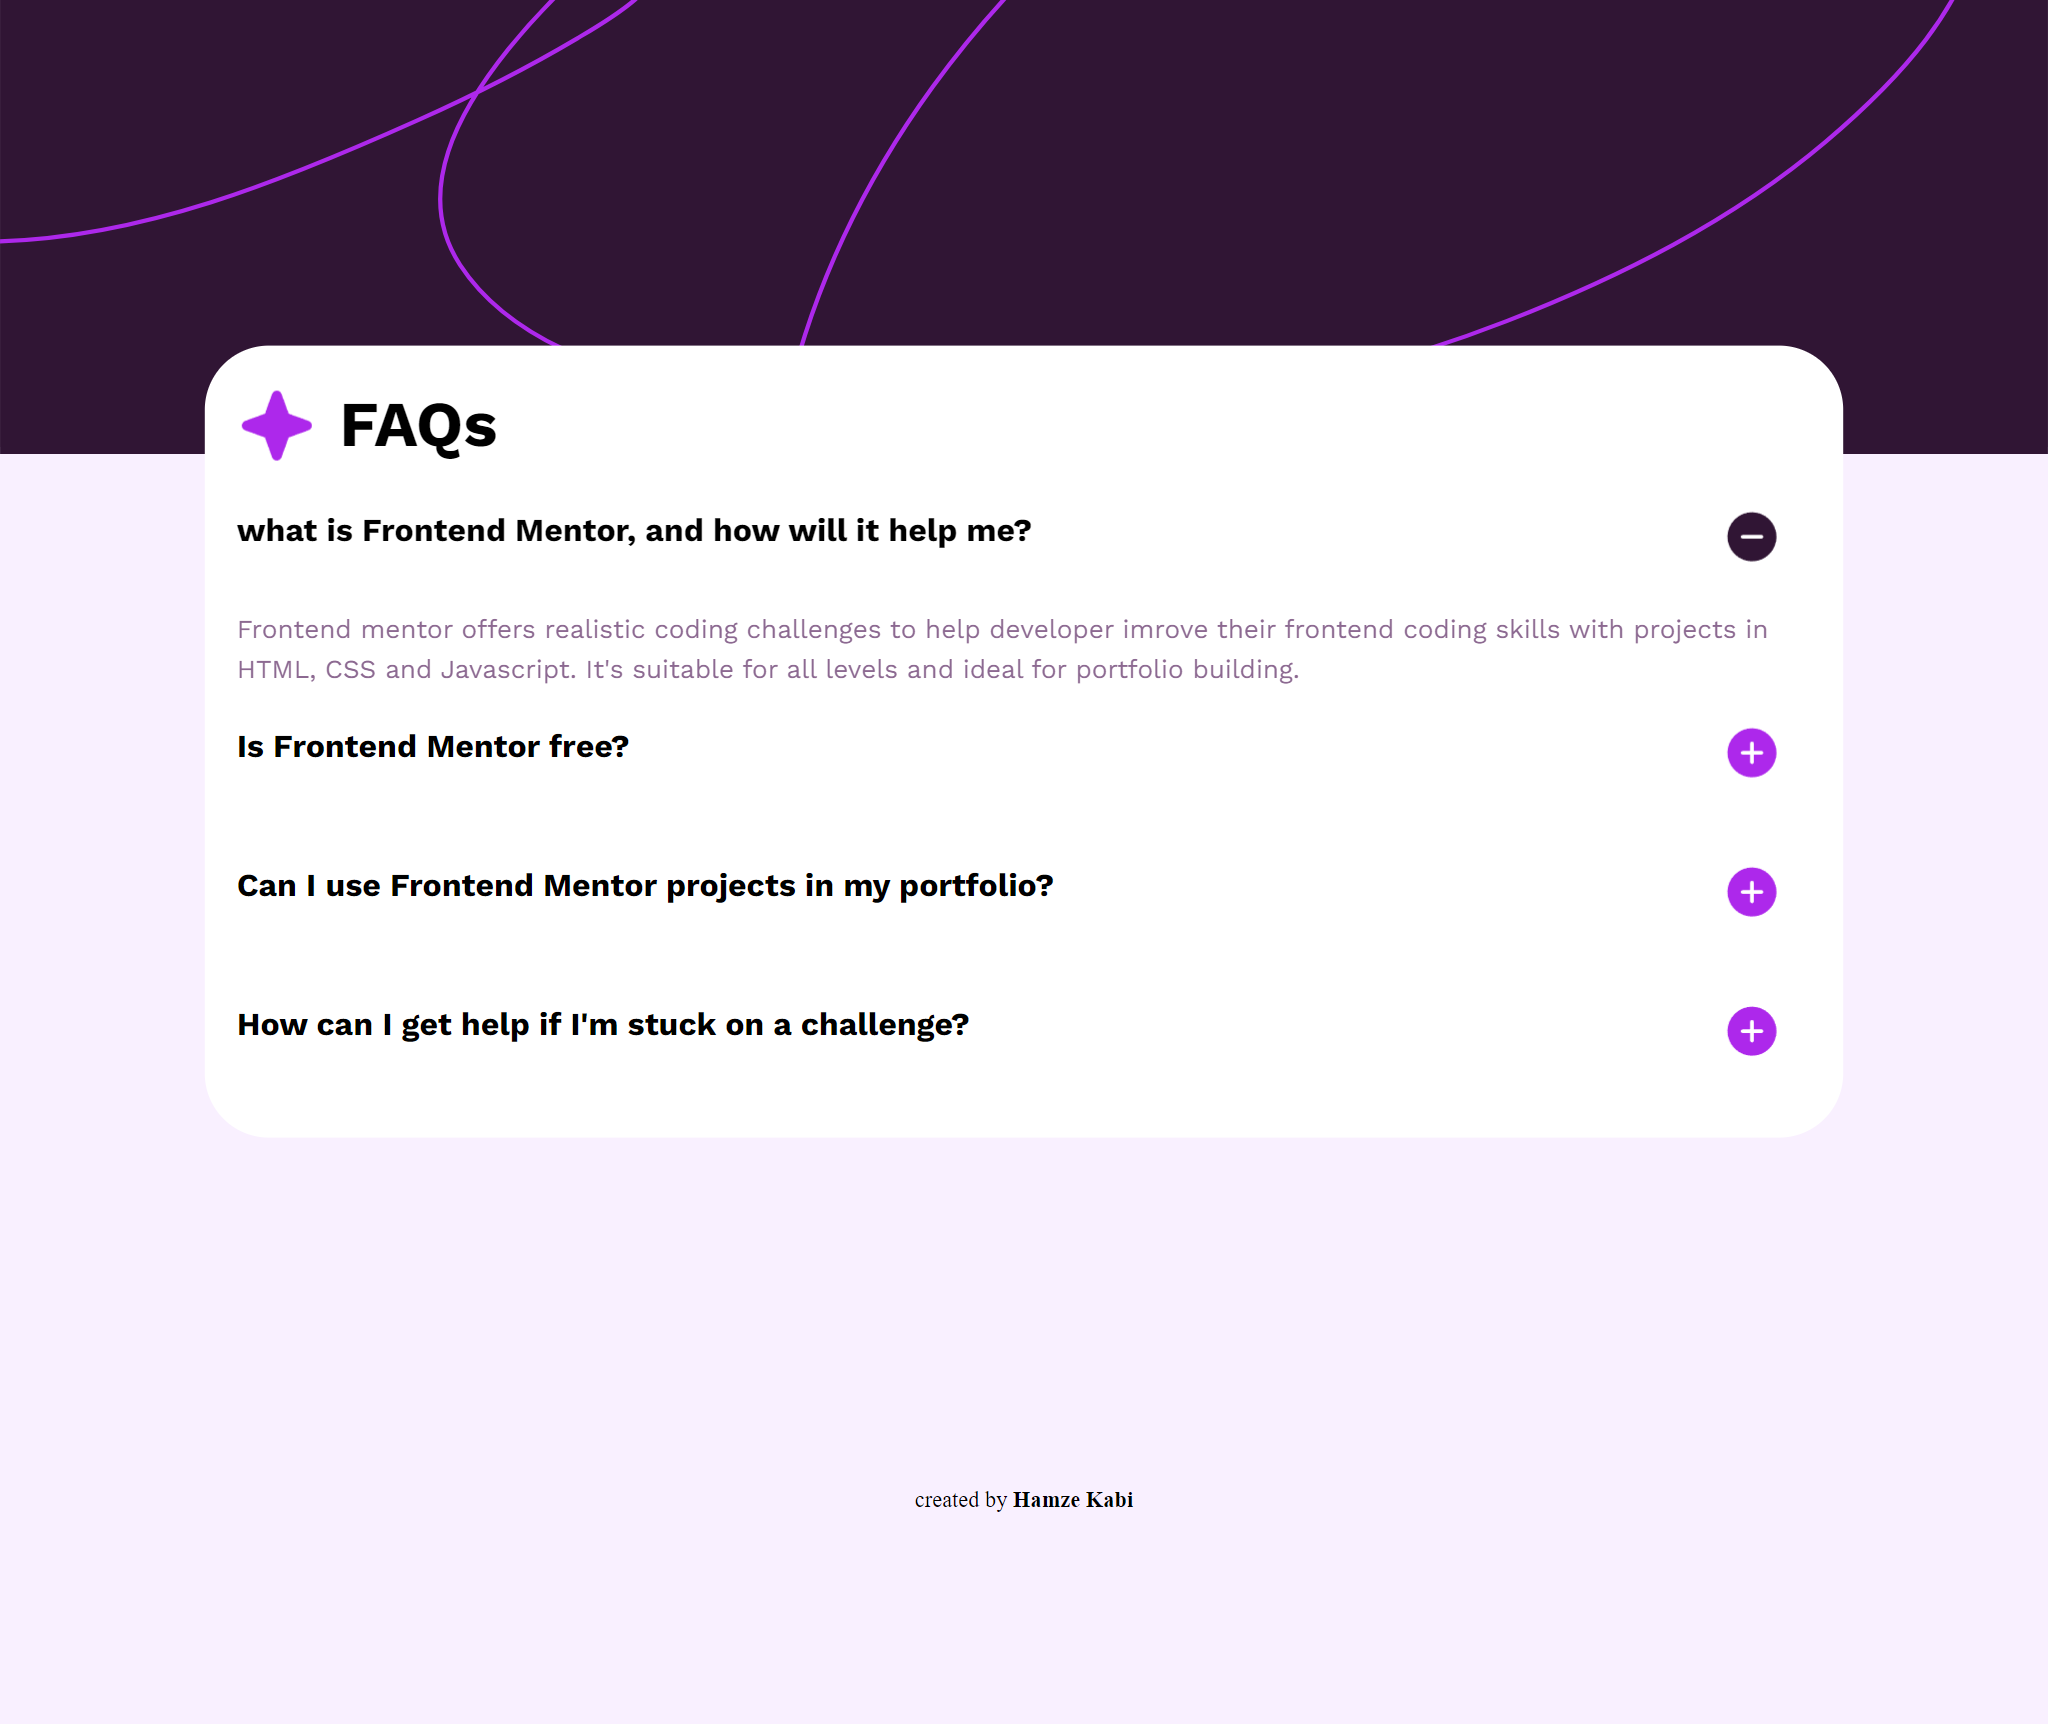 FAQs
what is Frontend Mentor, and how will it help me?
Frontend mentor offers realistic coding challenges to help developer imrove their frontend coding skills with projects in
HTML, CSS and Javascript. It's suitable for all levels and ideal for portfolio building.
Is Frontend Mentor free?
Can I use Frontend Mentor projects in my portfolio?
How can I get help if I'm stuck on a challenge?
created by Hamze Kabi